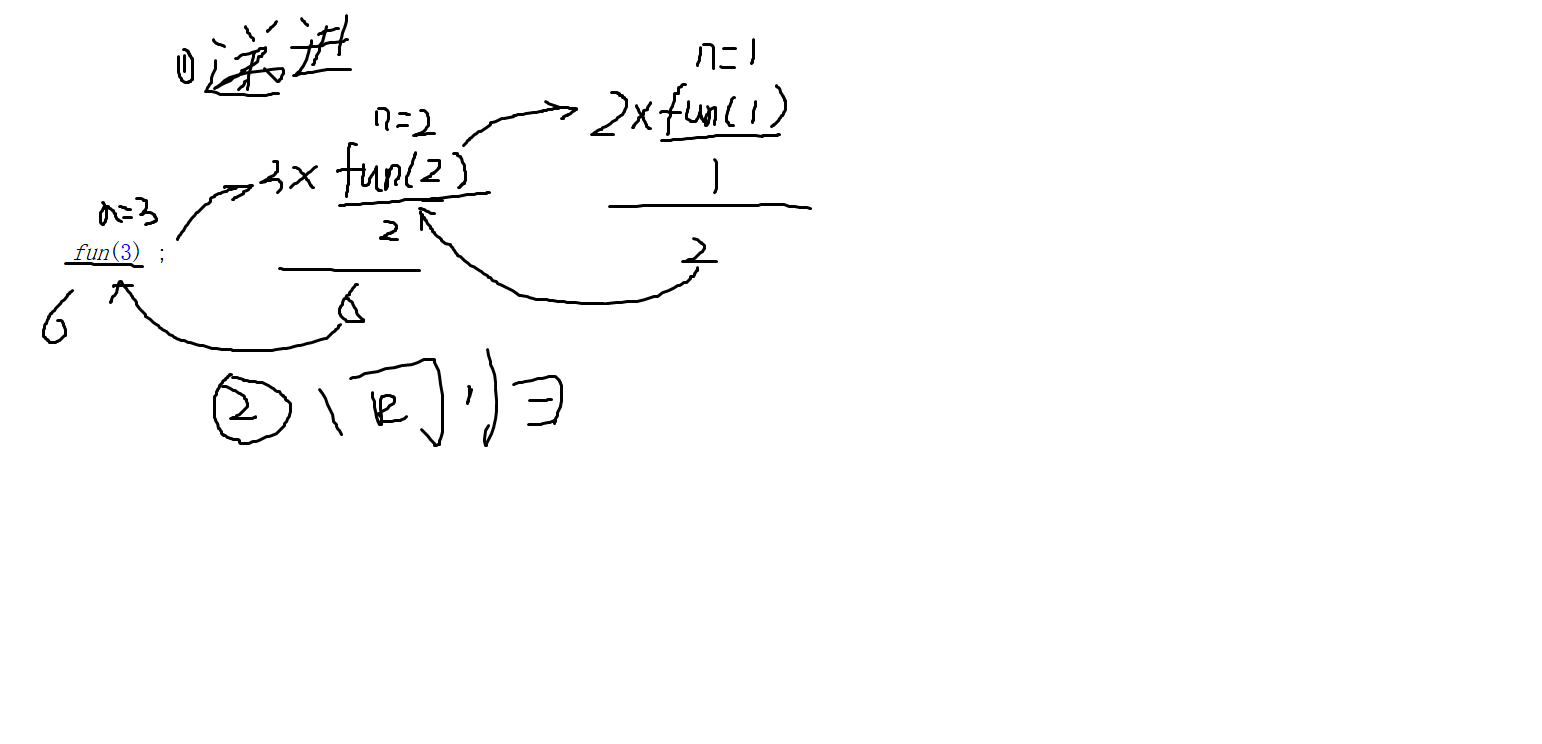 ① 递进
n=1
2×fun(1)
1
2
n=2
3×fun(2)
2
6
n=3
fun(3) ;
6
② 回归